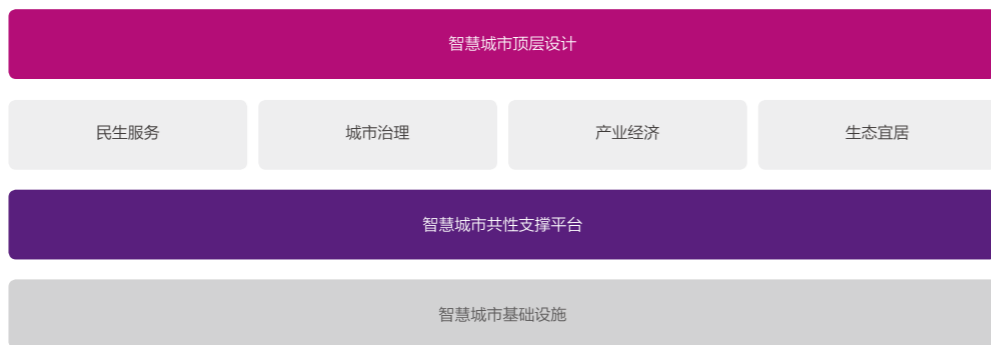 智慧城市顶层设计
民生服务
城市治理
产业经济
生态宜居
智慧城市共性支撑平台
智慧城市基础设施